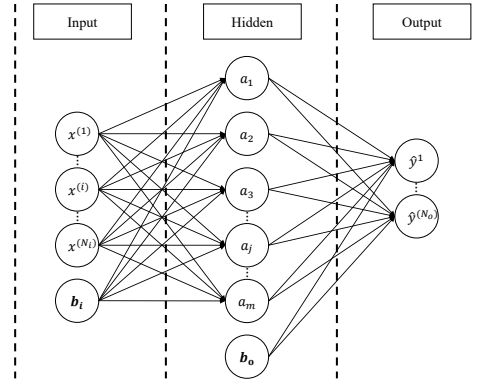 Input
Hidden
Output
x⁽¹⁾
x⁽ⁱ⁾
x⁽ᴺⁱ⁾
bᵢ
a₁
a₂
a₃
aⱼ
aₘ
bₒ
ŷ¹
ŷ⁽ᴺᵒ⁾